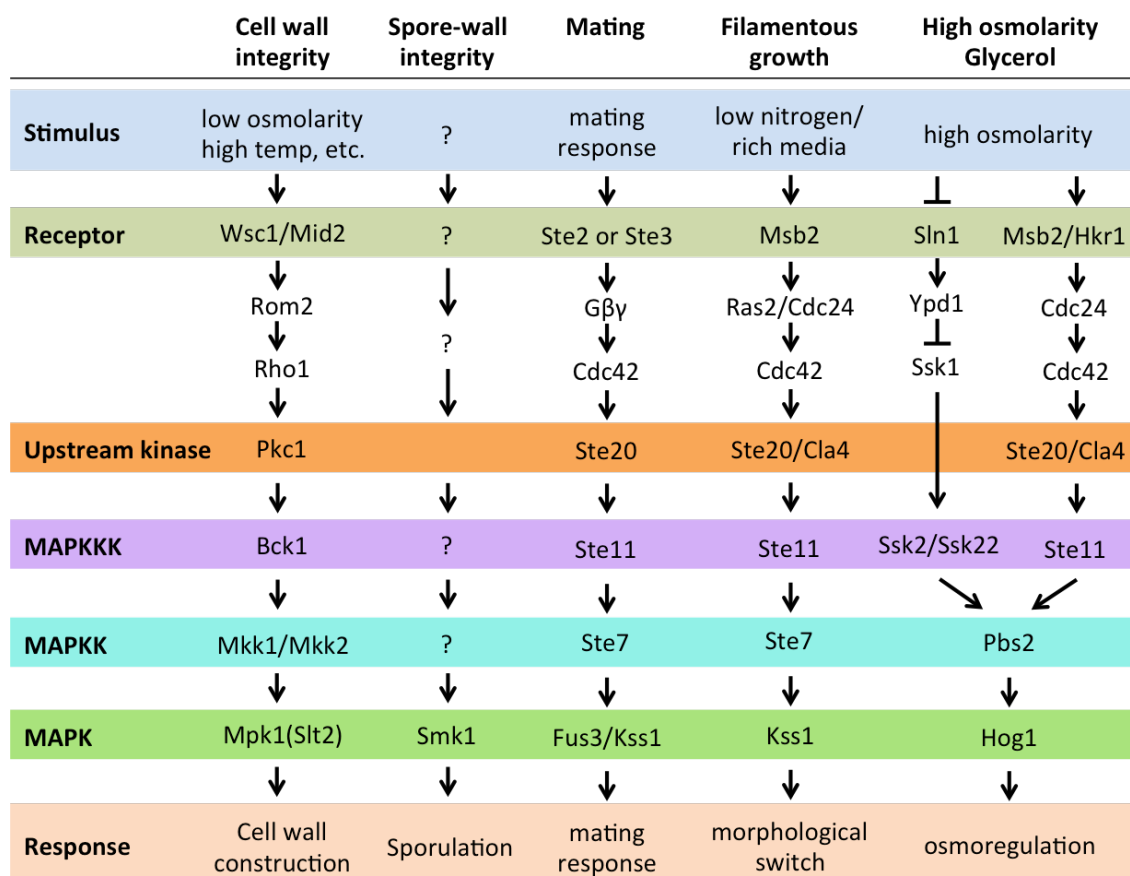 Cell wall integrity
Spore-wall integrity
Mating
Filamentous growth
High osmolarity Glycerol
Stimulus
low osmolarity high temp, etc.
?
mating response
low nitrogen/ rich media
high osmolarity
Receptor
Wsc1/Mid2
?
Ste2 or Ste3
Msb2
Sln1
Msb2/Hkr1
Rom2
Gβγ
Ras2/Cdc24
Ypd1
Cdc24
?
Rho1
Cdc42
Cdc42
Ssk1
Cdc42
Upstream kinase
Pkc1
Ste20
Ste20/Cla4
Ste20/Cla4
MAPKKK
Bck1
?
Ste11
Ste11
Ssk2/Ssk22
Ste11
MAPKK
Mkk1/Mkk2
?
Ste7
Ste7
Pbs2
MAPK
Mpk1(Slt2)
Smk1
Fus3/Kss1
Kss1
Hog1
Response
Cell wall construction
Sporulation
mating response
morphological switch
osmoregulation